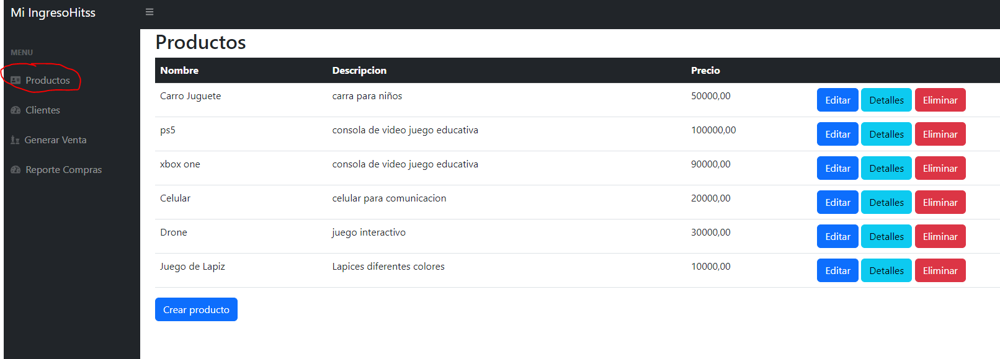 Mi IngresoHitss
MENU
Productos
Clientes
Generar Venta
Reporte Compras
Productos
Nombre Descripcion Precio
Carro Juguete carra para niños 50000,00 Editar Detalles Eliminar
ps5 consola de video juego educativa 100000,00 Editar Detalles Eliminar
xbox one consola de video juego educativa 90000,00 Editar Detalles Eliminar
Celular celular para comunicacion 20000,00 Editar Detalles Eliminar
Drone juego interactivo 30000,00 Editar Detalles Eliminar
Juego de Lapiz Lapices diferentes colores 10000,00 Editar Detalles Eliminar
Crear producto